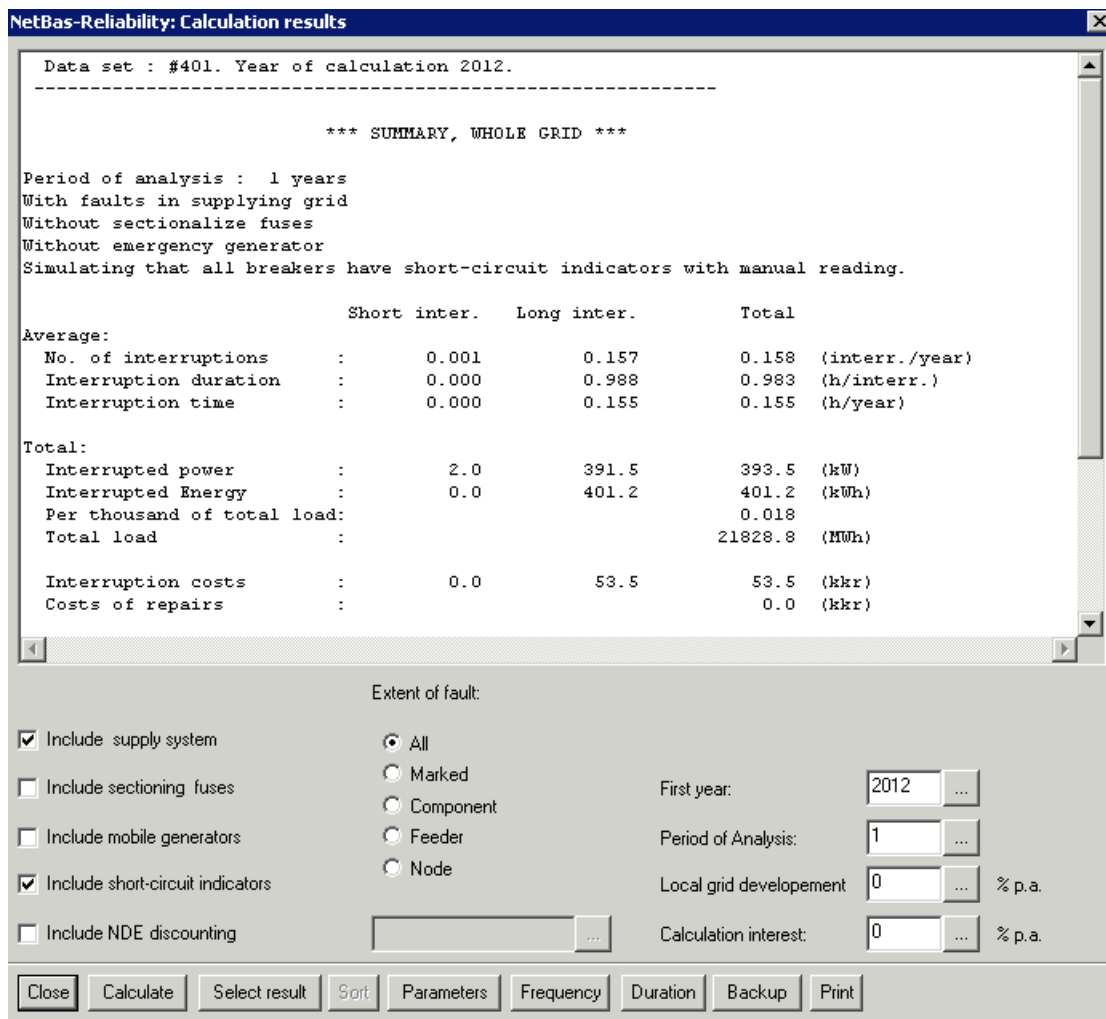 NetBas-Reliability: Calculation results
Data set : #401. Year of calculation 2012.
-------------------------------------------------------------
*** SUMMARY, WHOLE GRID ***
Period of analysis :  1 years
With faults in supplying grid
Without sectionalize fuses
Without emergency generator
Simulating that all breakers have short-circuit indicators with manual reading.
Short inter.   Long inter.   Total
Average:
No. of interruptions : 0.001 0.157 0.158 (interr./year)
Interruption duration : 0.000 0.988 0.983 (h/interr.)
Interruption time : 0.000 0.155 0.155 (h/year)
Total:
Interrupted power : 2.0 391.5 393.5 (kW)
Interrupted Energy : 0.0 401.2 401.2 (kWh)
Per thousand of total load: 0.018
Total load : 21828.8 (MWh)
Interruption costs : 0.0 53.5 53.5 (kkr)
Costs of repairs : 0.0 (kkr)
Extent of fault:
Include supply system
All
Marked
Include sectioning fuses
First year: 2012 ...
Component
Include mobile generators
Feeder
Period of Analysis: 1 ...
Node
Include short-circuit indicators
Local grid developement 0 ... % p.a.
Include NDE discounting
...
Calculation interest: 0 ... % p.a.
Close Calculate Select result Sort Parameters Frequency Duration Backup Print